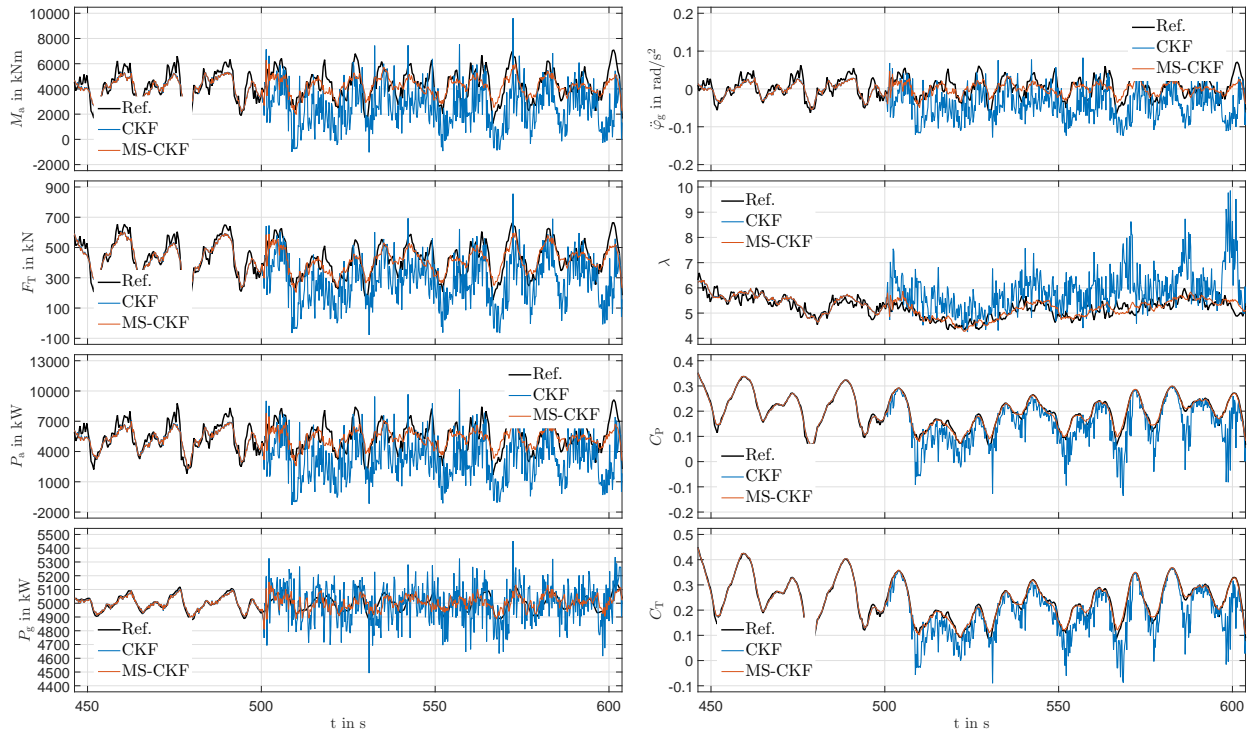 M_a in kNm
10000
8000
6000
4000
2000
0
-2000
Ref.
CKF
MS-CKF
F_T in kN
900
700
500
300
100
-100
Ref.
CKF
MS-CKF
P_a in kW
13000
10000
7000
4000
1000
-2000
Ref.
CKF
MS-CKF
P_g in kW
5500
5400
5300
5200
5100
5000
4900
4800
4700
4600
4500
4400
Ref.
CKF
MS-CKF
450
500
550
600
t in s
φ̈_g in rad/s²
0.2
0.1
0
-0.1
-0.2
Ref.
CKF
MS-CKF
λ
10
9
8
7
6
5
4
Ref.
CKF
MS-CKF
C_P
0.4
0.3
0.2
0.1
0
-0.1
-0.2
Ref.
CKF
MS-CKF
C_T
0.5
0.4
0.3
0.2
0.1
0
-0.1
Ref.
CKF
MS-CKF
450
500
550
600
t in s